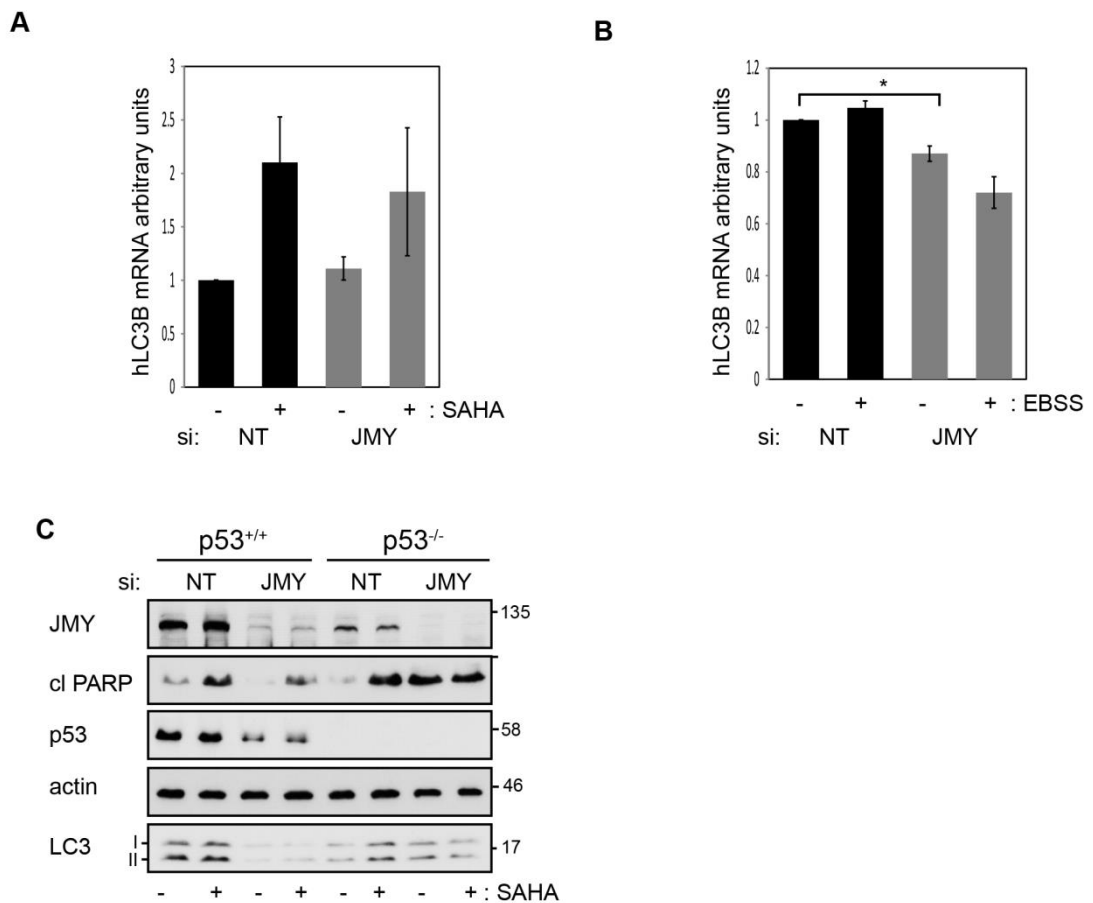 A
hLC3B mRNA arbitrary units
3
2.5
2
1.5
1
0.5
0
- + - + : SAHA
si: NT JMY
B
hLC3B mRNA arbitrary units
1.2
1
0.8
0.6
0.4
0.2
0
*
- + - + : EBSS
si: NT JMY
C
p53+/+ p53-/-
si: NT JMY NT JMY
JMY 135
cl PARP
p53 58
actin 46
LC3 I 17
II
- + - + - + - + : SAHA